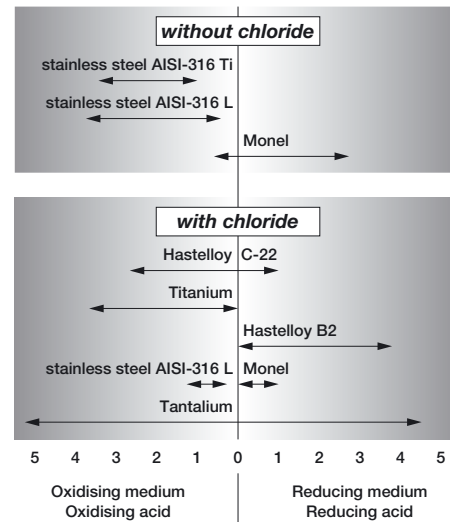 without chloride
stainless steel AISI-316 Ti
stainless steel AISI-316 L
Monel
with chloride
Hastelloy C-22
Titanium
Hastelloy B2
stainless steel AISI-316 L Monel
Tantalium
5 4 3 2 1 0 1 2 3 4 5
Oxidising medium Reducing medium
Oxidising acid Reducing acid